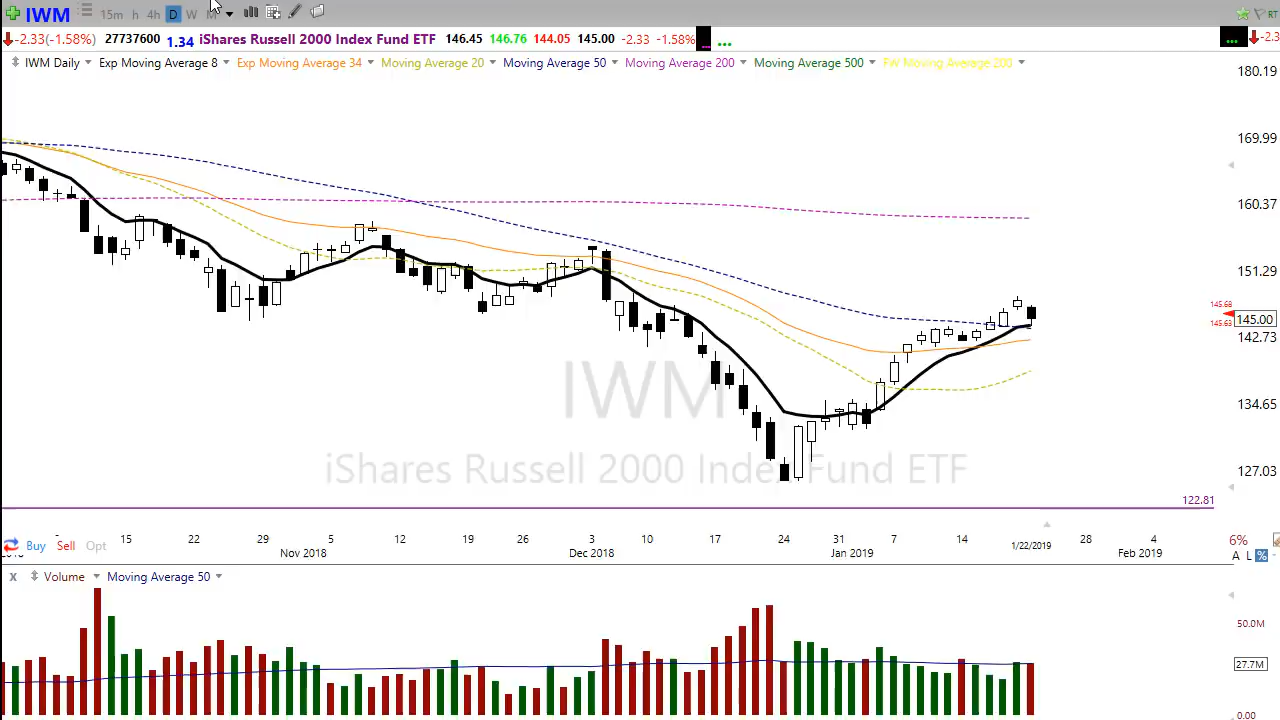 IWM 15m h 4h D W M RT
-2.33(-1.58%) 27737600 1.34 iShares Russell 2000 Index Fund ETF 146.45 146.76 144.05 145.00 -2.33 -1.58% ... ... ...
IWM Daily Exp Moving Average 8 Exp Moving Average 34 Moving Average 20 Moving Average 50 Moving Average 200 Moving Average 500 FW Moving Average 200
180.19
169.99
160.37
151.29
145.68
145.00
145.63
142.73
134.65
127.03
122.81
IWM
iShares Russell 2000 Index Fund ETF
15 22 29 5 12 19 26 3 10 17 24 31 7 14 1/22/2019 28 4
Nov 2018 Dec 2018 Jan 2019 Feb 2019
Buy Sell Opt
6%
A L %
x Volume Moving Average 50
50.0M
27.7M
0.00